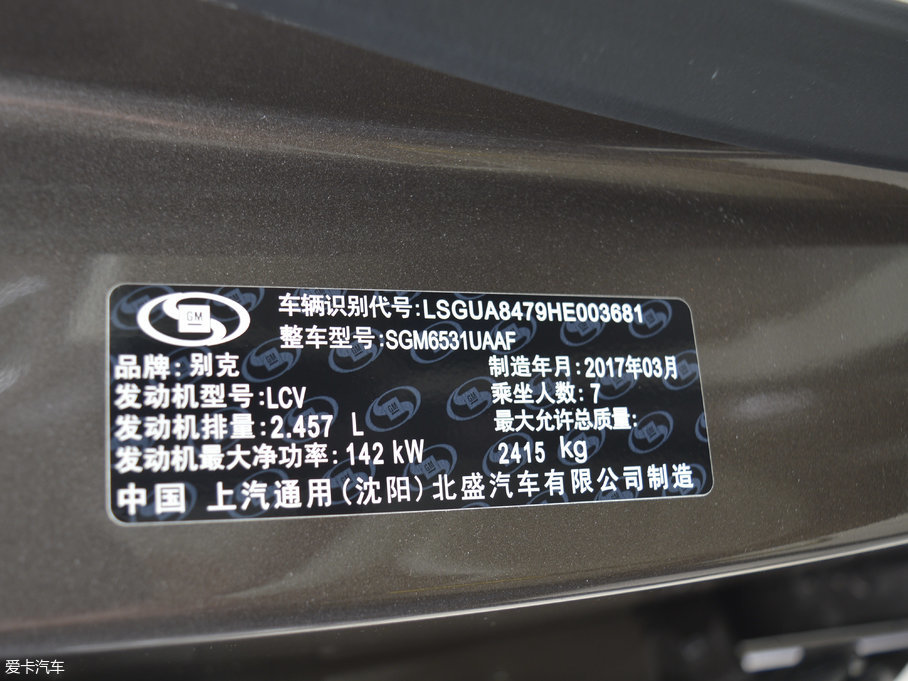 GM
车辆识别代号:LSGUA8479HE003681
整车型号:SGM6531UAAF
品牌:别克
制造年月:2017年03月
发动机型号:LCV
乘坐人数:7
发动机排量:2.457 L
最大允许总质量:
发动机最大净功率:142 kW
2415 kg
中国 上汽通用(沈阳)北盛汽车有限公司制造
爱卡汽车